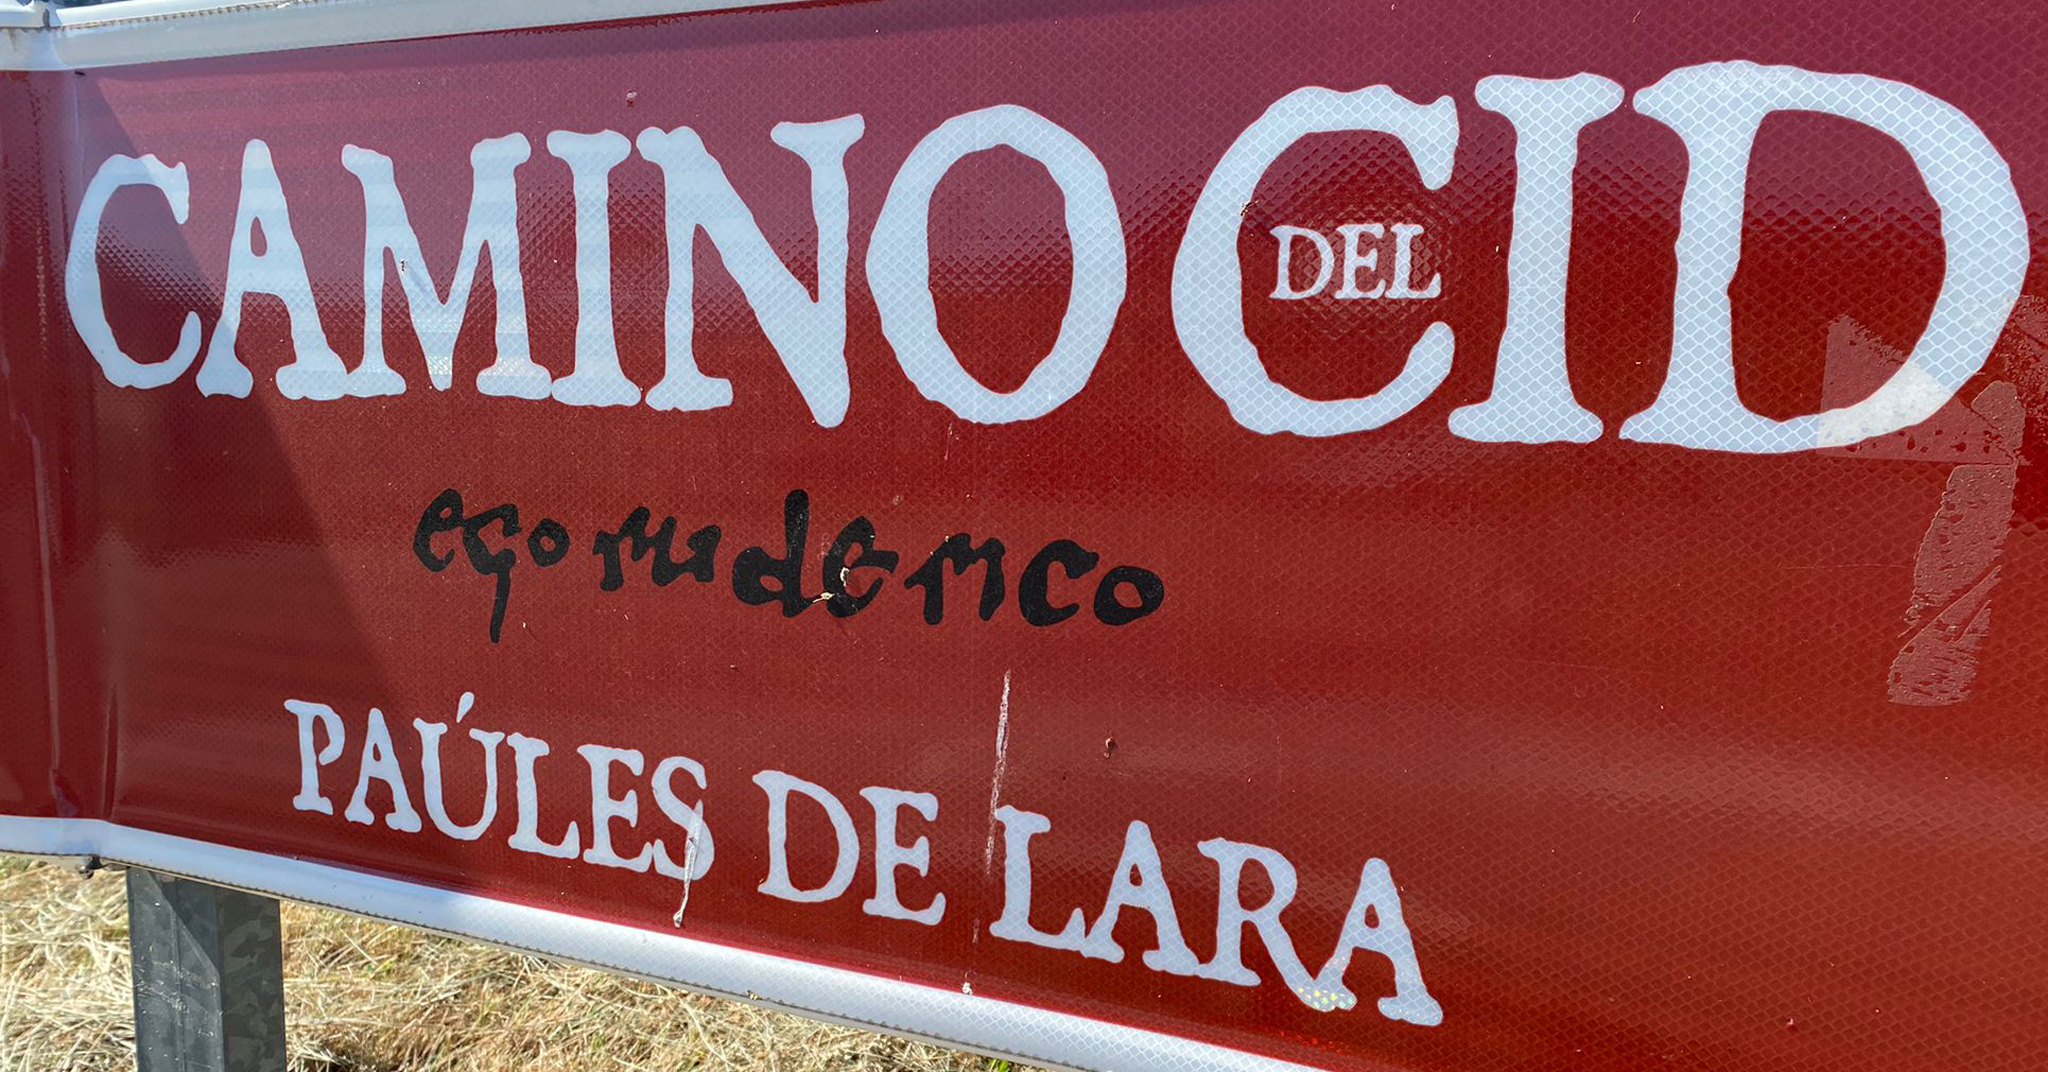 CAMINO DEL CID
ego ruderico
PAÚLES DE LARA